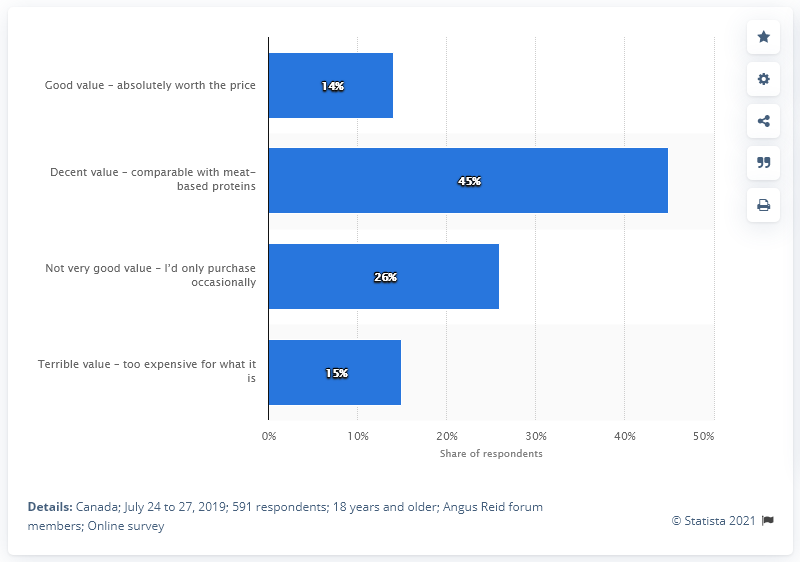 Good value – absolutely worth the price
14%
Decent value – comparable with meat-
based proteins
45%
Not very good value – I’d only purchase
occasionally
26%
Terrible value – too expensive for what it
is
15%
0% 10% 20% 30% 40% 50%
Share of respondents
Details: Canada; July 24 to 27, 2019; 591 respondents; 18 years and older; Angus Reid forum
members; Online survey
© Statista 2021